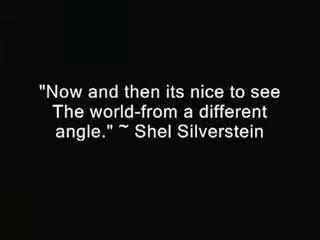 "Now and then its nice to see
The world-from a different
angle." ~ Shel Silverstein